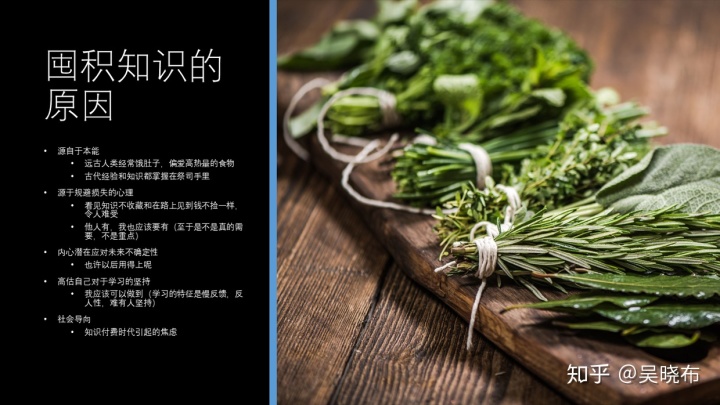 囤积知识的
原因
• 源自于本能
• 远古人类经常饿肚子，偏爱高热量的食物
• 古代经验和知识都掌握在祭司手里
• 源于规避损失的心理
• 看见知识不收藏和在路上见到钱不捡一样，
令人难受
• 他人有，我也应该要有（至于是不是真的需
要，不是重点）
• 内心潜在应对未来不确定性
• 也许以后用得上呢
• 高估自己对于学习的坚持
• 我应该可以做到（学习的特征是慢反馈，反
人性，难有人坚持）
• 社会导向
• 知识付费时代引起的焦虑
知乎 @吴晓布